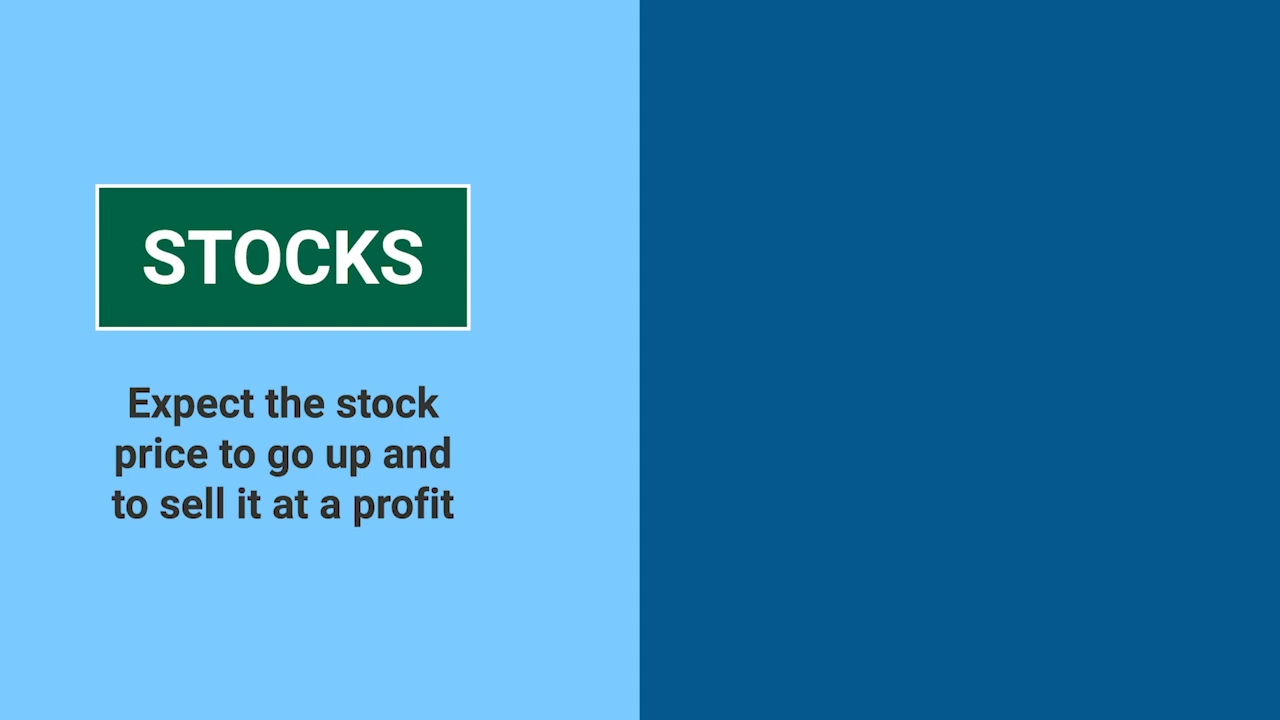 STOCKS
Expect the stock
price to go up and
to sell it at a profit